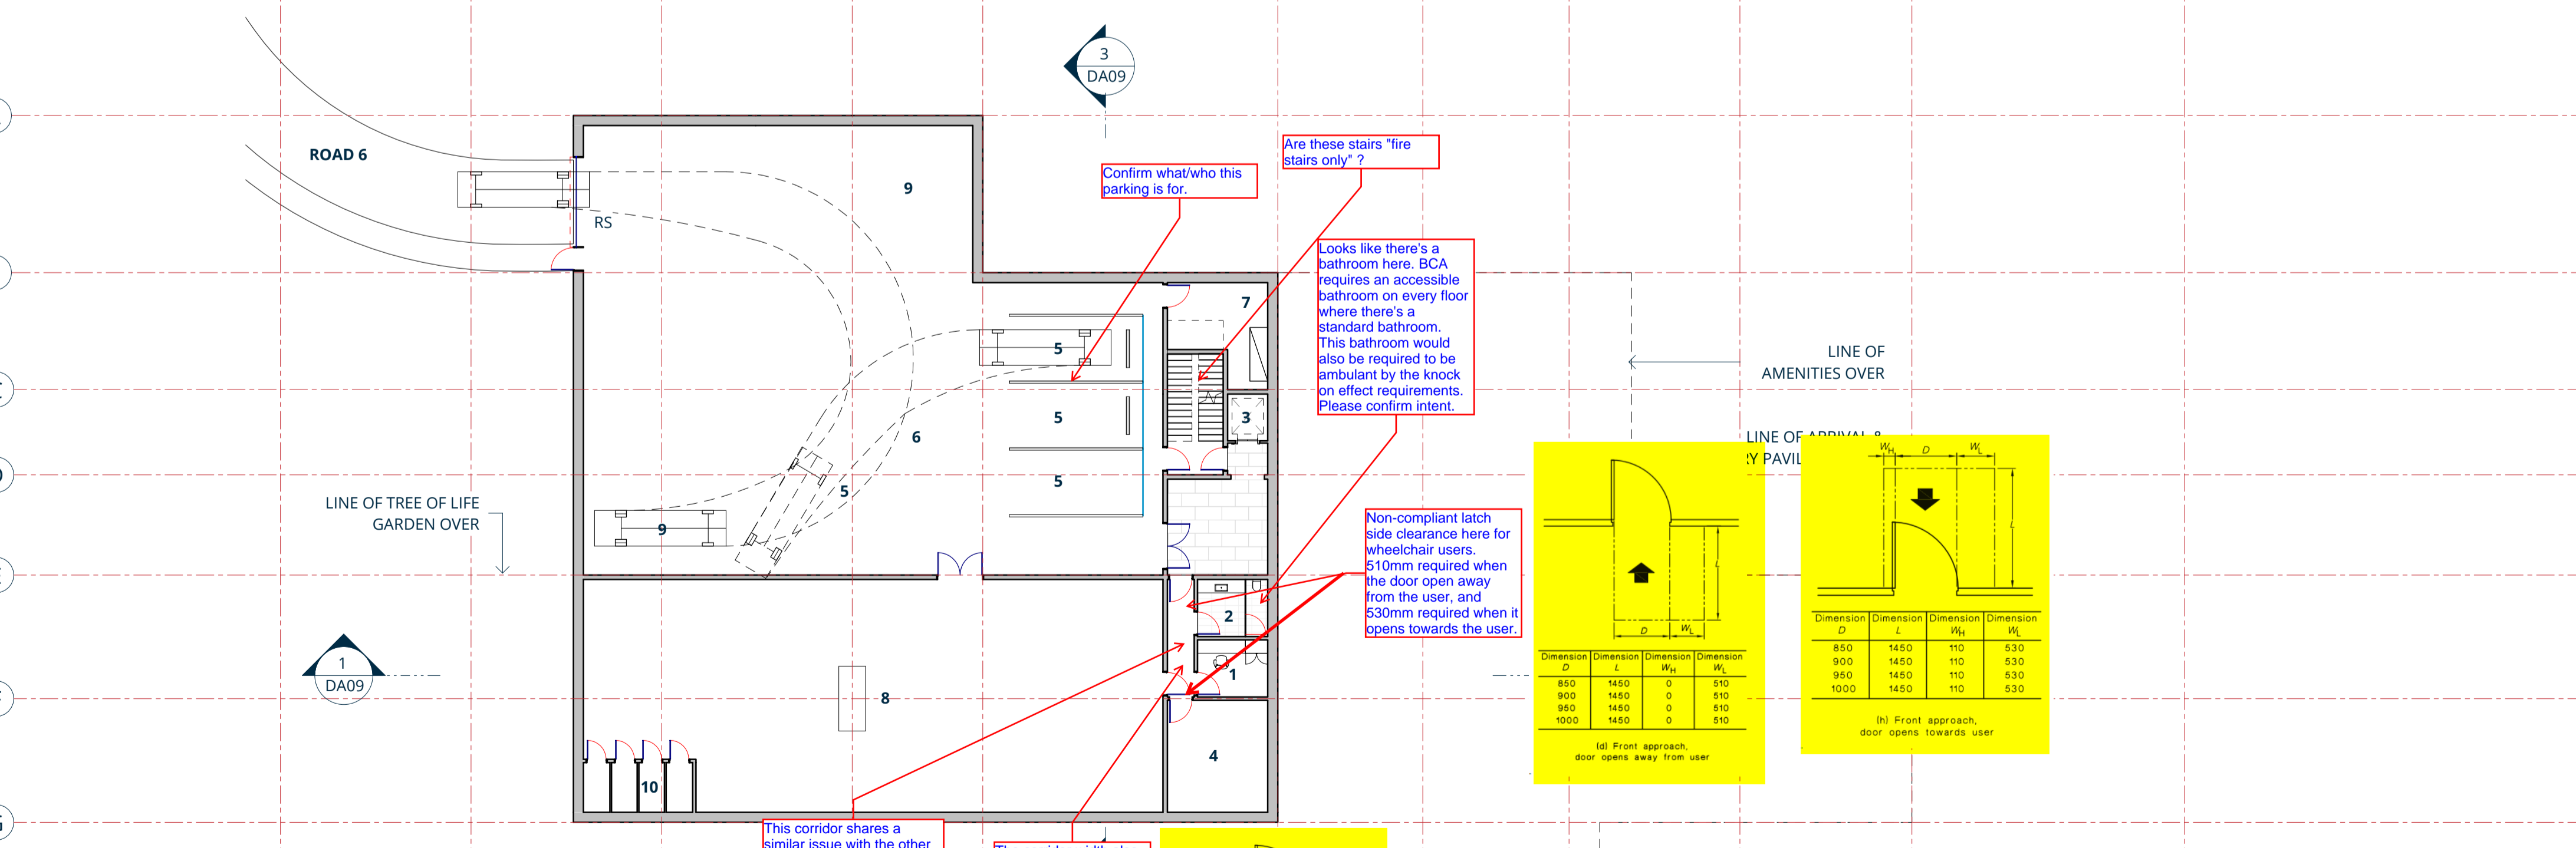 3
DA09
ROAD 6
RS
9
Confirm what/who this
parking is for.
Are these stairs "fire
stairs only" ?
Looks like there's a
bathroom here. BCA
requires an accessible
bathroom on every floor
where there's a
standard bathroom.
This bathroom would
also be required to be
ambulant by the knock
on effect requirements.
Please confirm intent.
7
5
5
3
6
5
5
9
LINE OF
AMENITIES OVER
LINE OF ARRIVAL &
RY PAVIL
LINE OF TREE OF LIFE
GARDEN OVER
Non-compliant latch
side clearance here for
wheelchair users.
510mm required when
the door open away
from the user, and
530mm required when it
opens towards the user.
2
1
1
DA09
8
4
10
L
D WL
Dimension Dimension Dimension Dimension
D L WH WL
850 1450 0 510
900 1450 0 510
950 1450 0 510
1000 1450 0 510
(d) Front approach,
door opens away from user
WH D WL
L
Dimension Dimension Dimension Dimension
D L WH WL
850 1450 110 530
900 1450 110 530
950 1450 110 530
1000 1450 110 530
(h) Front approach,
door opens towards user
This corridor shares a
similar issue with the other